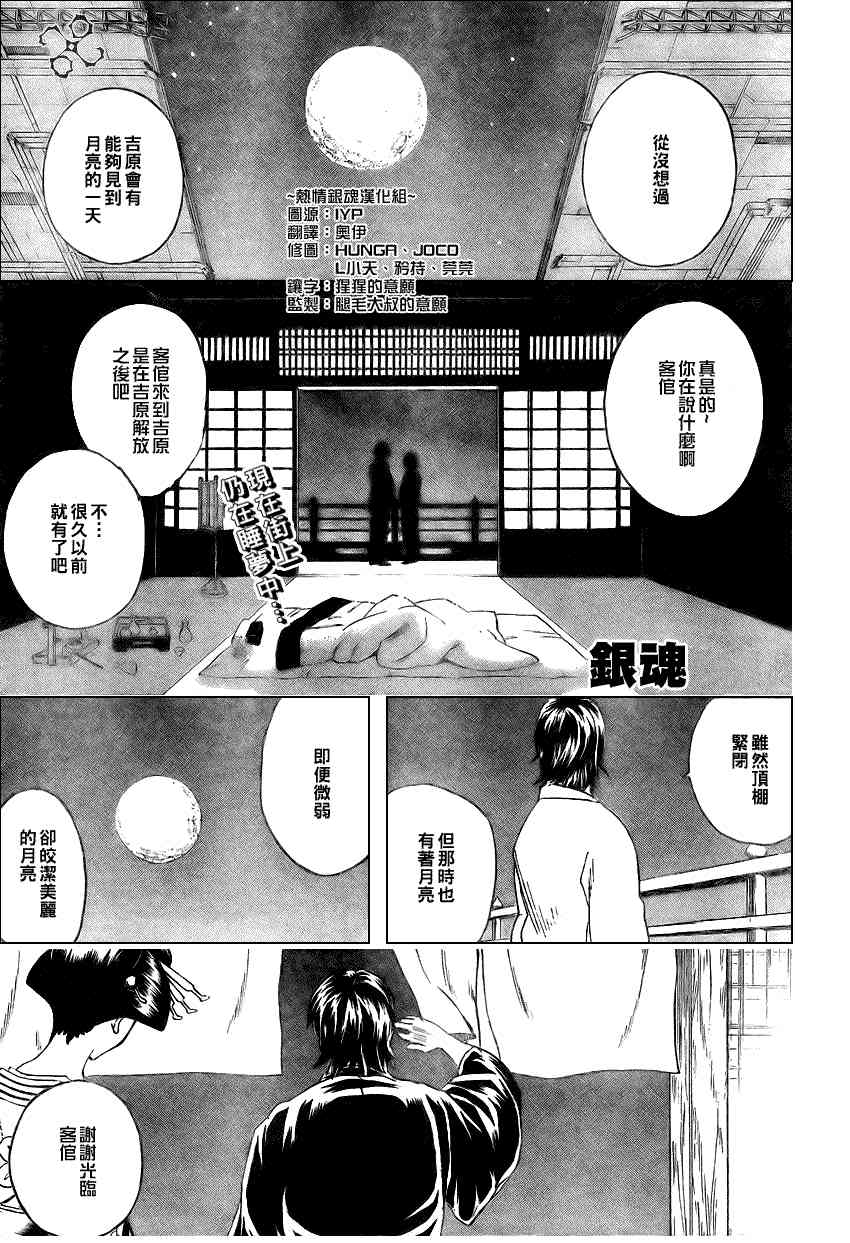 從沒想過
吉原會有
能夠見到
月亮的一天
~熱情銀魂漢化組~
圖源：IYP
翻譯：奧伊
修圖：HUNGA、JOCO
L小天、矜持、莞莞
鑲字：猩猩的意願
監製：腿毛大叔的意願
真是的~
你在說什麼啊
客倌
客倌來到吉原
是在吉原解放
之後吧
不…
很久以前
就有了吧
現在街上
仍在睡夢中……
銀魂
雖然頂棚
緊閉
但那時也
有著月亮
即便微弱
卻皎潔美麗
的月亮
謝謝光臨
客倌